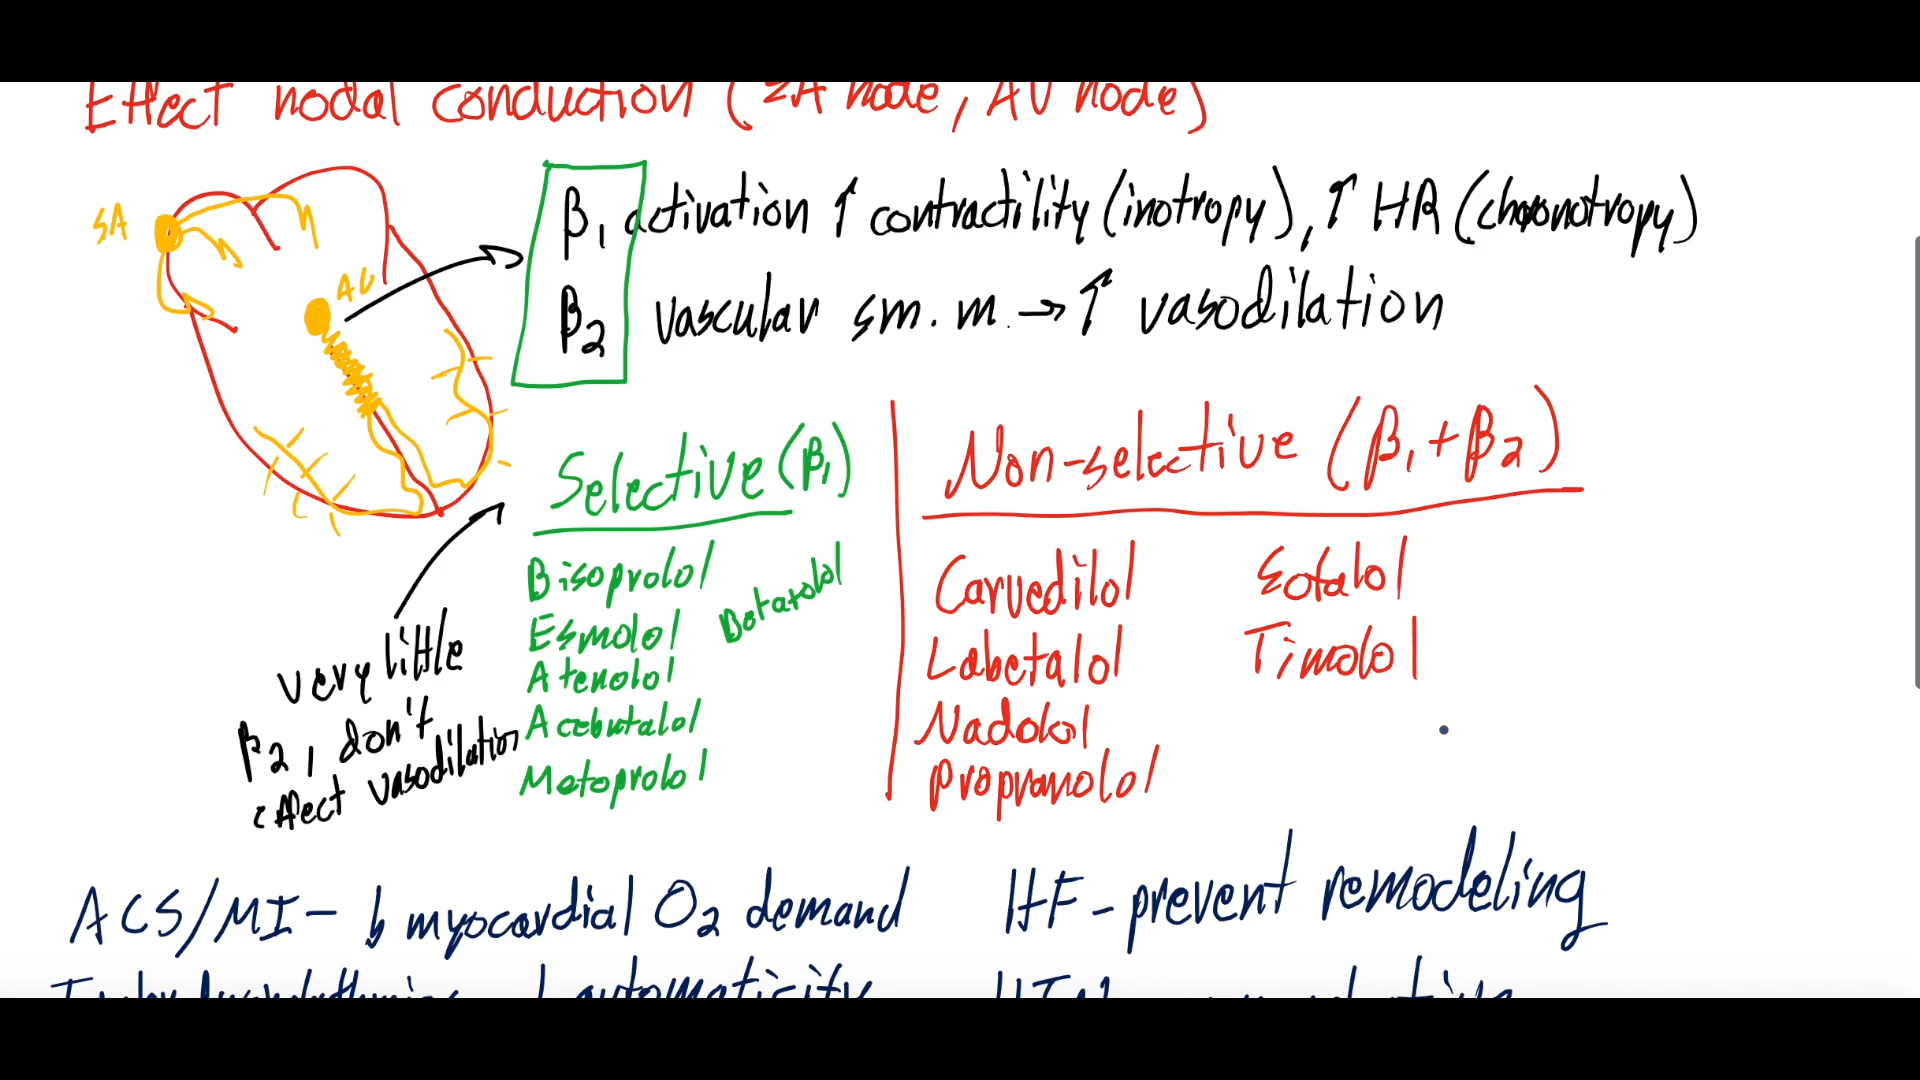 Effect nodal conduction (SA node, AV node)
SA
AV
β1 activation ↑ contractility (inotropy), ↑ HR (chronotropy)
β2 vascular sm. m. → ↑ vasodilation
Selective (β1)
Bisoprolol
Esmolol
Atenolol
Acebutalol
Metoprolol
Betaxolol
Non-selective (β1 + β2)
Carvedilol
Labetalol
Nadolol
Propranolol
Sotalol
Timolol
very little
β2, don't
effect vasodilation
ACS/MI - ↓ myocardial O2 demand
HF - prevent remodeling
↓ automaticity
HTN -